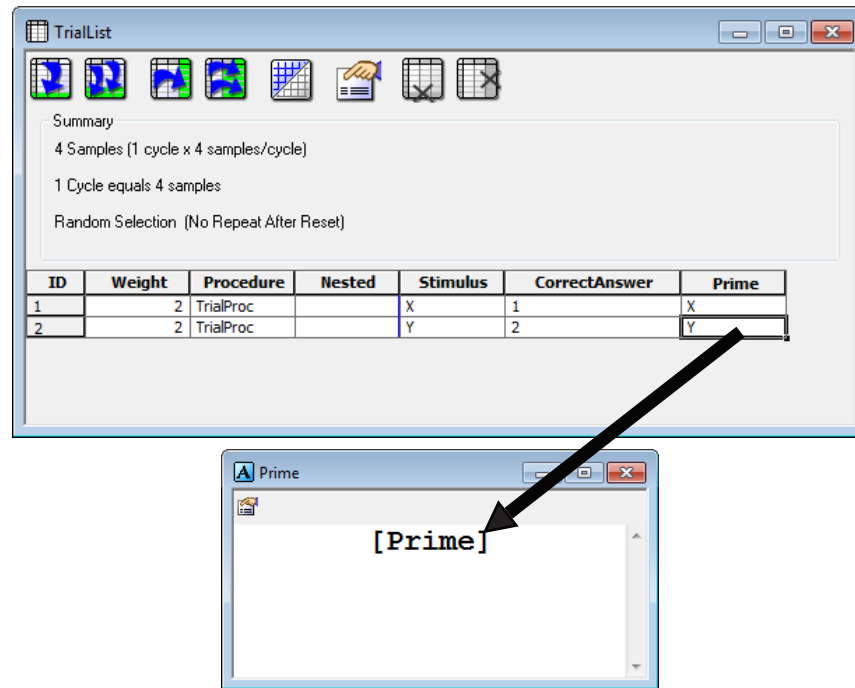 TrialList
Summary
4 Samples (1 cycle x 4 samples/cycle)
1 Cycle equals 4 samples
Random Selection (No Repeat After Reset)
ID Weight Procedure Nested Stimulus CorrectAnswer Prime
1 2 TrialProc X 1 X
2 2 TrialProc Y 2 Y
A Prime
[Prime]